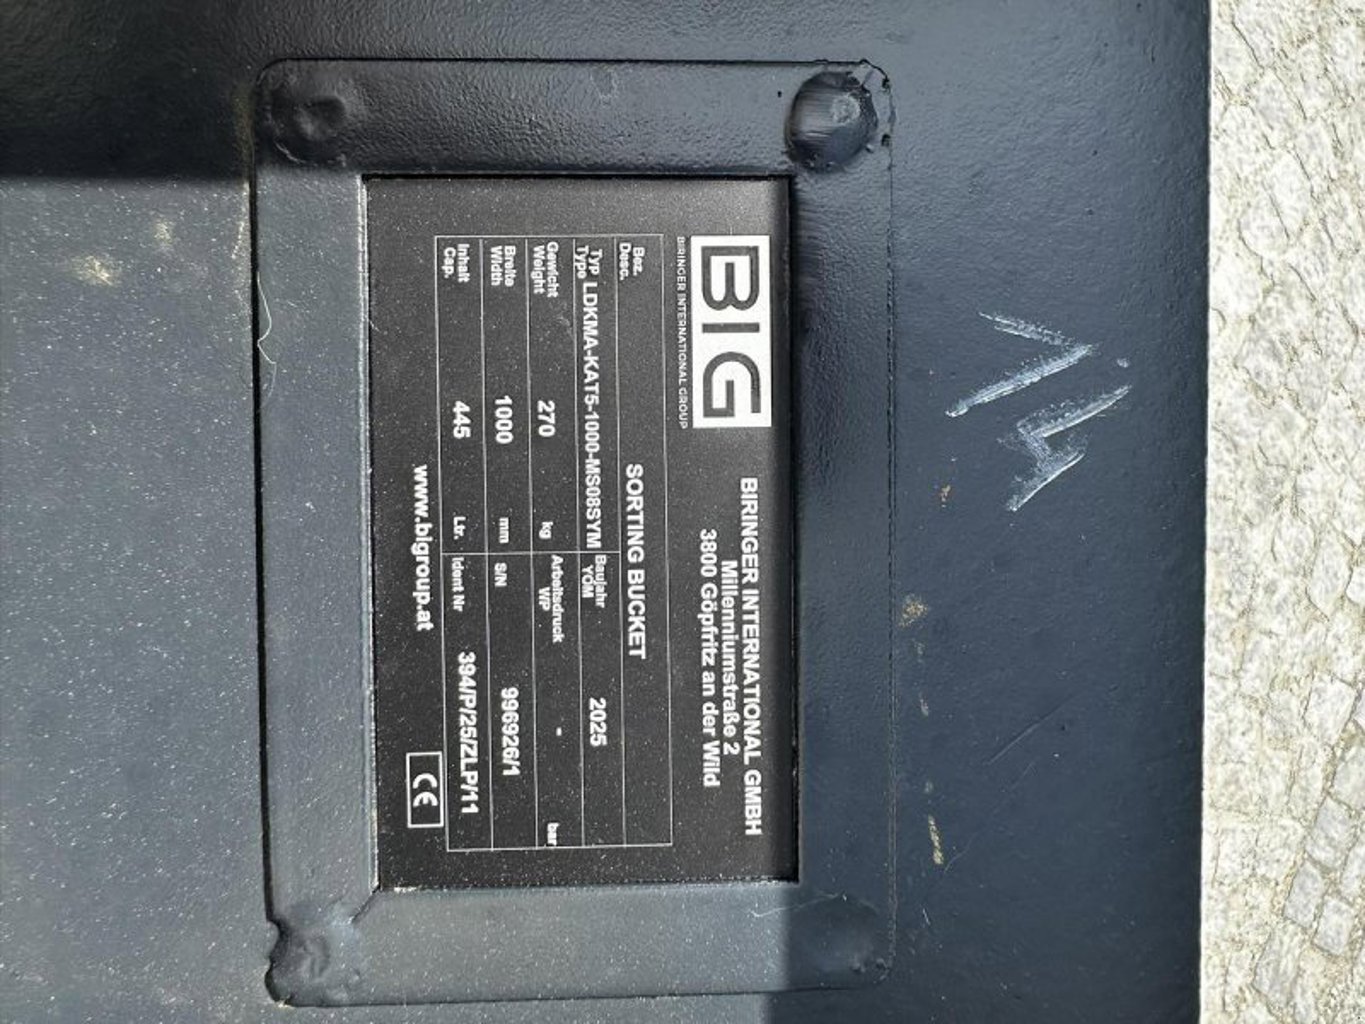 BIG
BIRINGER INTERNATIONAL GROUP
BIRINGER INTERNATIONAL GMBH
Millenniumstraße 2
3800 Göpfritz an der Wild
Bez.
Desc.
SORTING BUCKET
Typ
Type
LDKMA-KAT5-1000-MS08SYM
Baujahr
YOM
2025
Gewicht
Weight
270
kg
Arbeitsdruck
WP
-
bar
Breite
Width
1000
mm
S/N
996926/1
Inhalt
Cap.
445
Ltr.
Ident Nr
394/P/25/ZLP/11
www.bigroup.at
CE